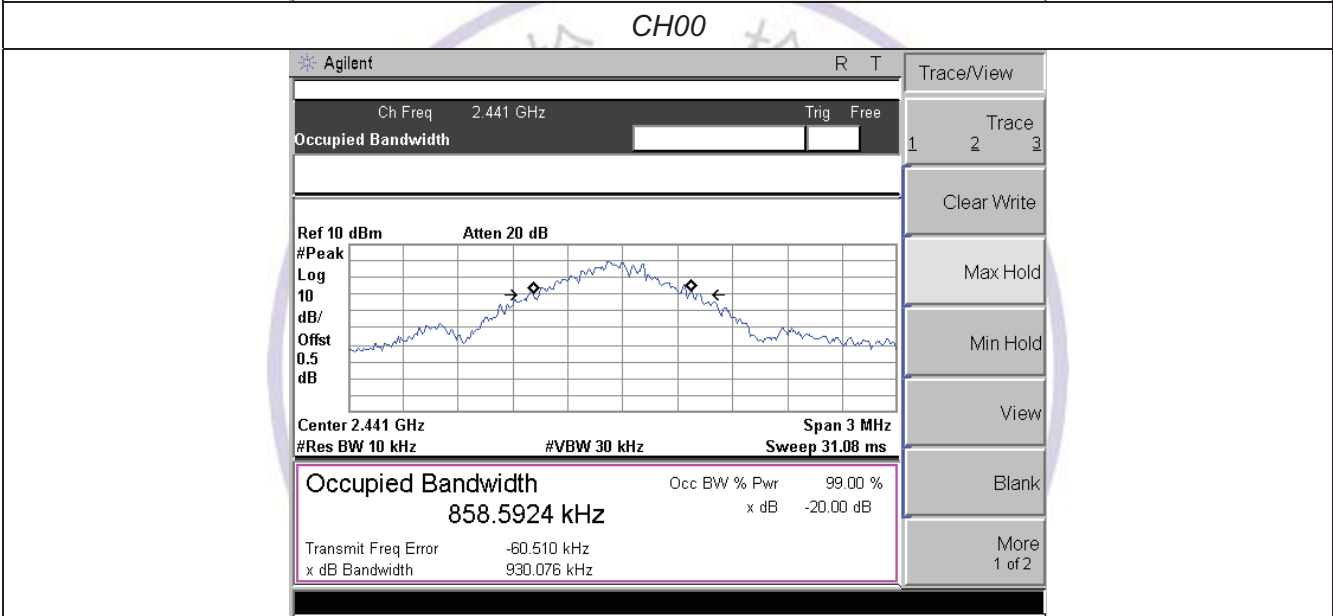 CH00
Agilent R T
Ch Freq 2.441 GHz Trig Free
Occupied Bandwidth
Ref 10 dBm Atten 20 dB
#Peak
Log
10
dB/
Offst
0.5
dB
Center 2.441 GHz Span 3 MHz
#Res BW 10 kHz #VBW 30 kHz Sweep 31.08 ms
Occupied Bandwidth Occ BW % Pwr 99.00 %
858.5924 kHz x dB -20.00 dB
Transmit Freq Error -60.510 kHz
x dB Bandwidth 930.076 kHz
Trace/View
Trace
1 2 3
Clear Write
Max Hold
Min Hold
View
Blank
More
1 of 2